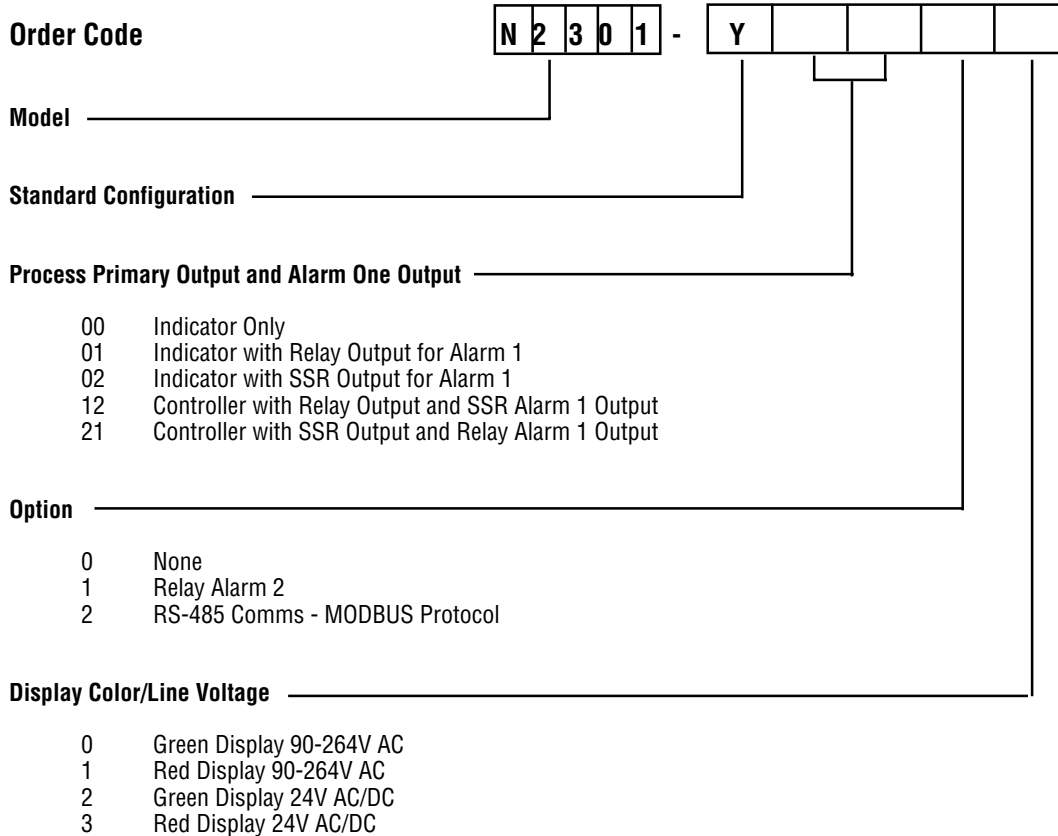 Order Code N 2 3 0 1 - Y
Model
Standard Configuration
Process Primary Output and Alarm One Output
00 Indicator Only
01 Indicator with Relay Output for Alarm 1
02 Indicator with SSR Output for Alarm 1
12 Controller with Relay Output and SSR Alarm 1 Output
21 Controller with SSR Output and Relay Alarm 1 Output
Option
0 None
1 Relay Alarm 2
2 RS-485 Comms - MODBUS Protocol
Display Color/Line Voltage
0 Green Display 90-264V AC
1 Red Display 90-264V AC
2 Green Display 24V AC/DC
3 Red Display 24V AC/DC